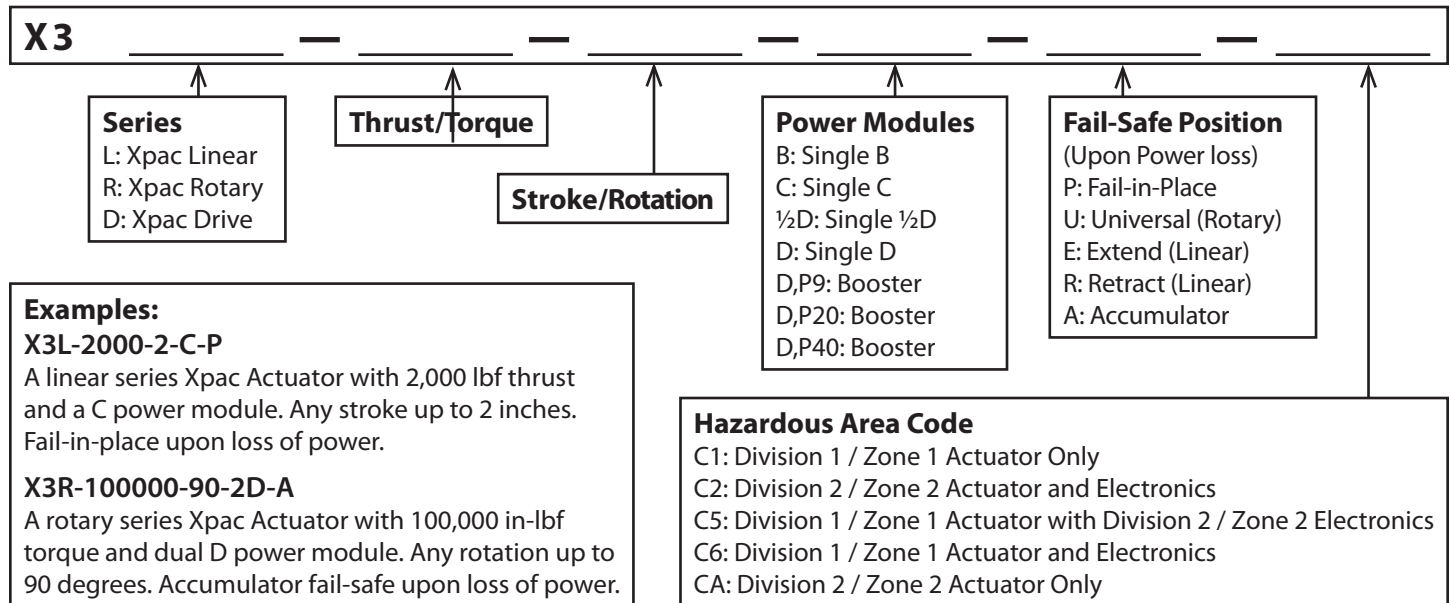 X3 ____ — ____ — ____ — ____ — ____ — ____
Series
L: Xpac Linear
R: Xpac Rotary
D: Xpac Drive
Thrust/Torque
Stroke/Rotation
Power Modules
B: Single B
C: Single C
½D: Single ½D
D: Single D
D,P9: Booster
D,P20: Booster
D,P40: Booster
Fail-Safe Position
(Upon Power loss)
P: Fail-in-Place
U: Universal (Rotary)
E: Extend (Linear)
R: Retract (Linear)
A: Accumulator
Examples:
X3L-2000-2-C-P
A linear series Xpac Actuator with 2,000 lbf thrust
and a C power module. Any stroke up to 2 inches.
Fail-in-place upon loss of power.
X3R-100000-90-2D-A
A rotary series Xpac Actuator with 100,000 in-lbf
torque and dual D power module. Any rotation up to
90 degrees. Accumulator fail-safe upon loss of power.
Hazardous Area Code
C1: Division 1 / Zone 1 Actuator Only
C2: Division 2 / Zone 2 Actuator and Electronics
C5: Division 1 / Zone 1 Actuator with Division 2 / Zone 2 Electronics
C6: Division 1 / Zone 1 Actuator and Electronics
CA: Division 2 / Zone 2 Actuator Only